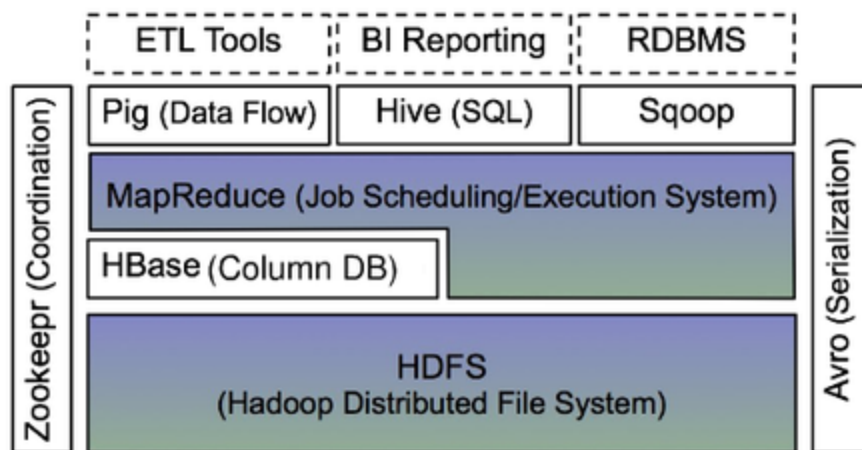 ETL Tools
BI Reporting
RDBMS
Pig (Data Flow)
Hive (SQL)
Sqoop
MapReduce (Job Scheduling/Execution System)
HBase (Column DB)
HDFS
(Hadoop Distributed File System)
Zookeepr (Coordination)
Avro (Serialization)